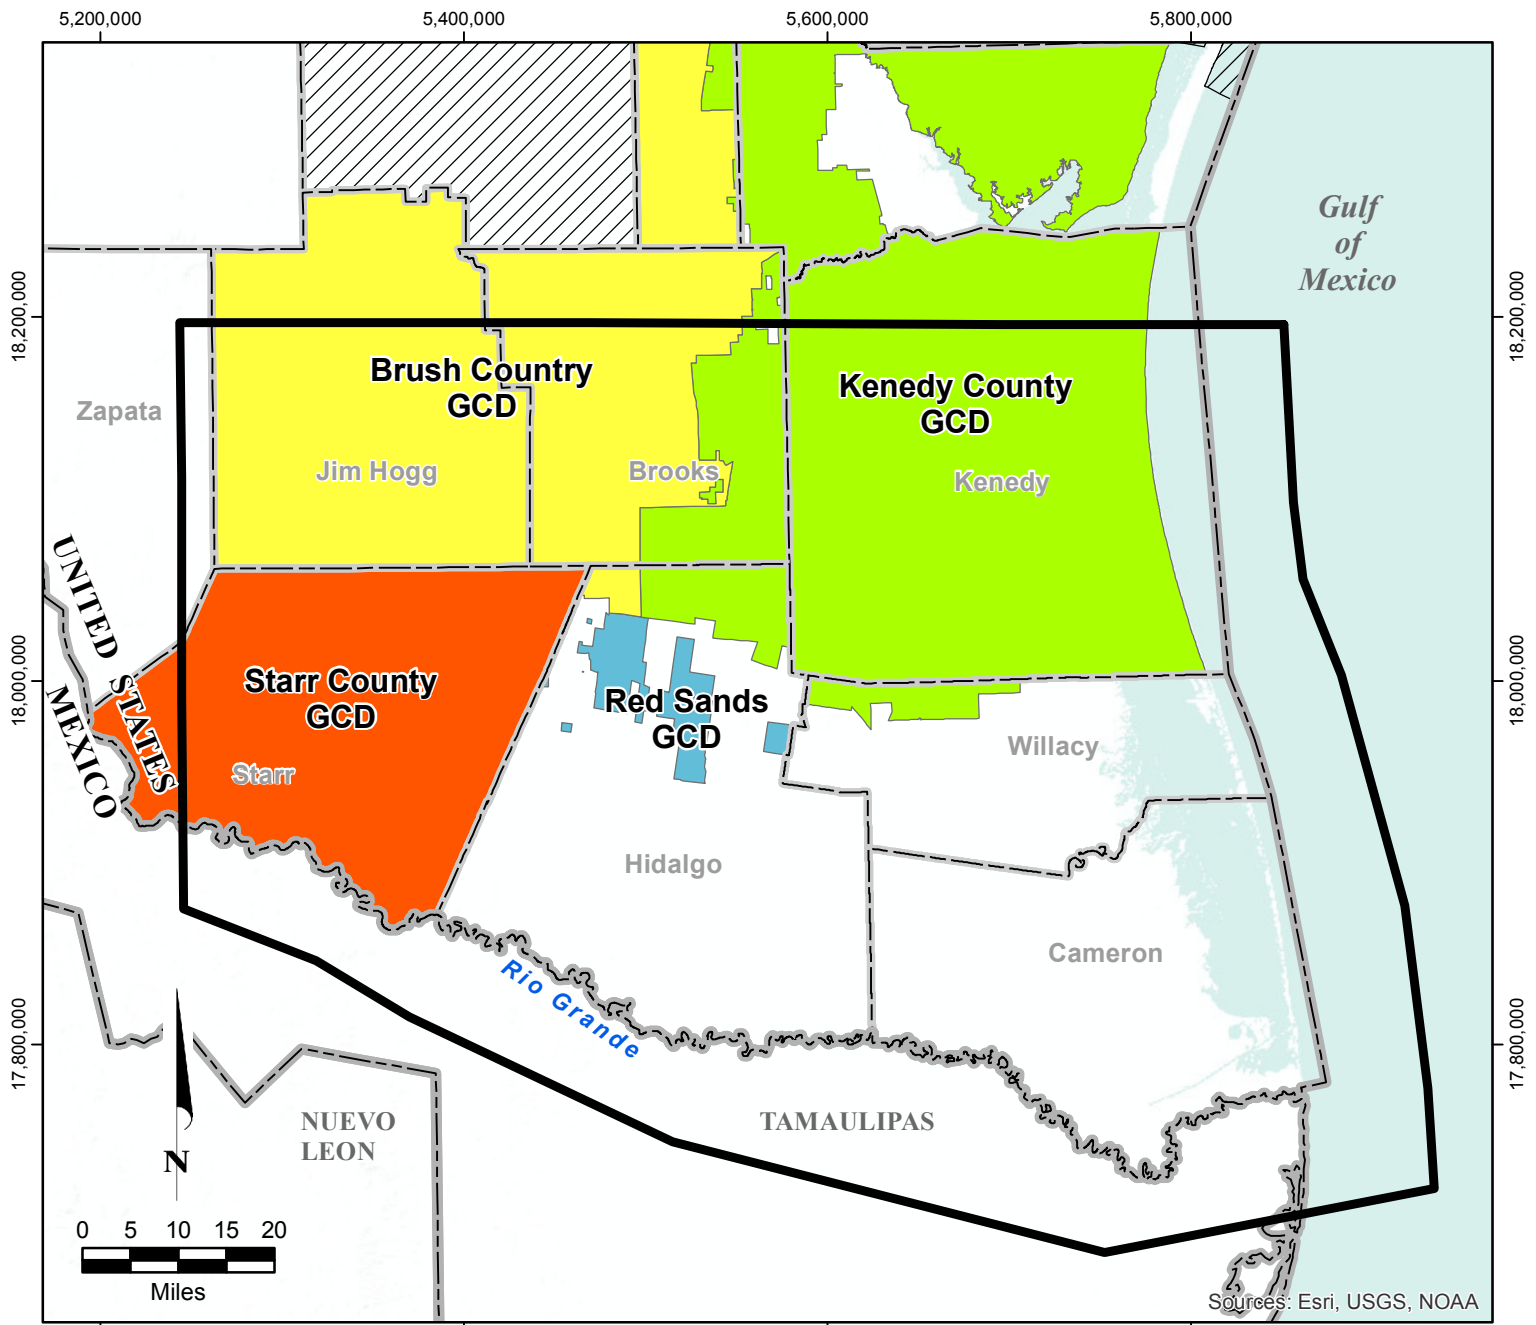 5,200,000
5,400,000
5,600,000
5,800,000
Gulf
of
Mexico
18,200,000
18,200,000
Brush Country
GCD
Kenedy County
GCD
Zapata
Jim Hogg
Brooks
Kenedy
UNITED STATES
MEXICO
18,000,000
18,000,000
Starr County
GCD
Red Sands
GCD
Starr
Willacy
Hidalgo
Cameron
Rio Grande
17,800,000
17,800,000
NUEVO
LEON
TAMAULIPAS
N
0 5 10 15 20
Miles
Sources: Esri, USGS, NOAA